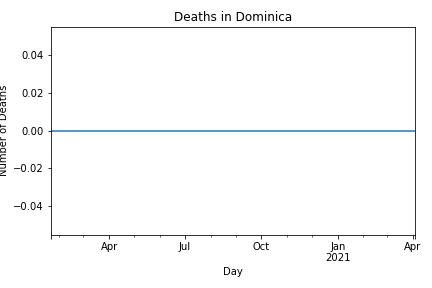 Deaths in Dominica
0.04
0.02
0.00
−0.02
−0.04
Number of Deaths
Apr
Jul
Oct
Jan
2021
Apr
Day